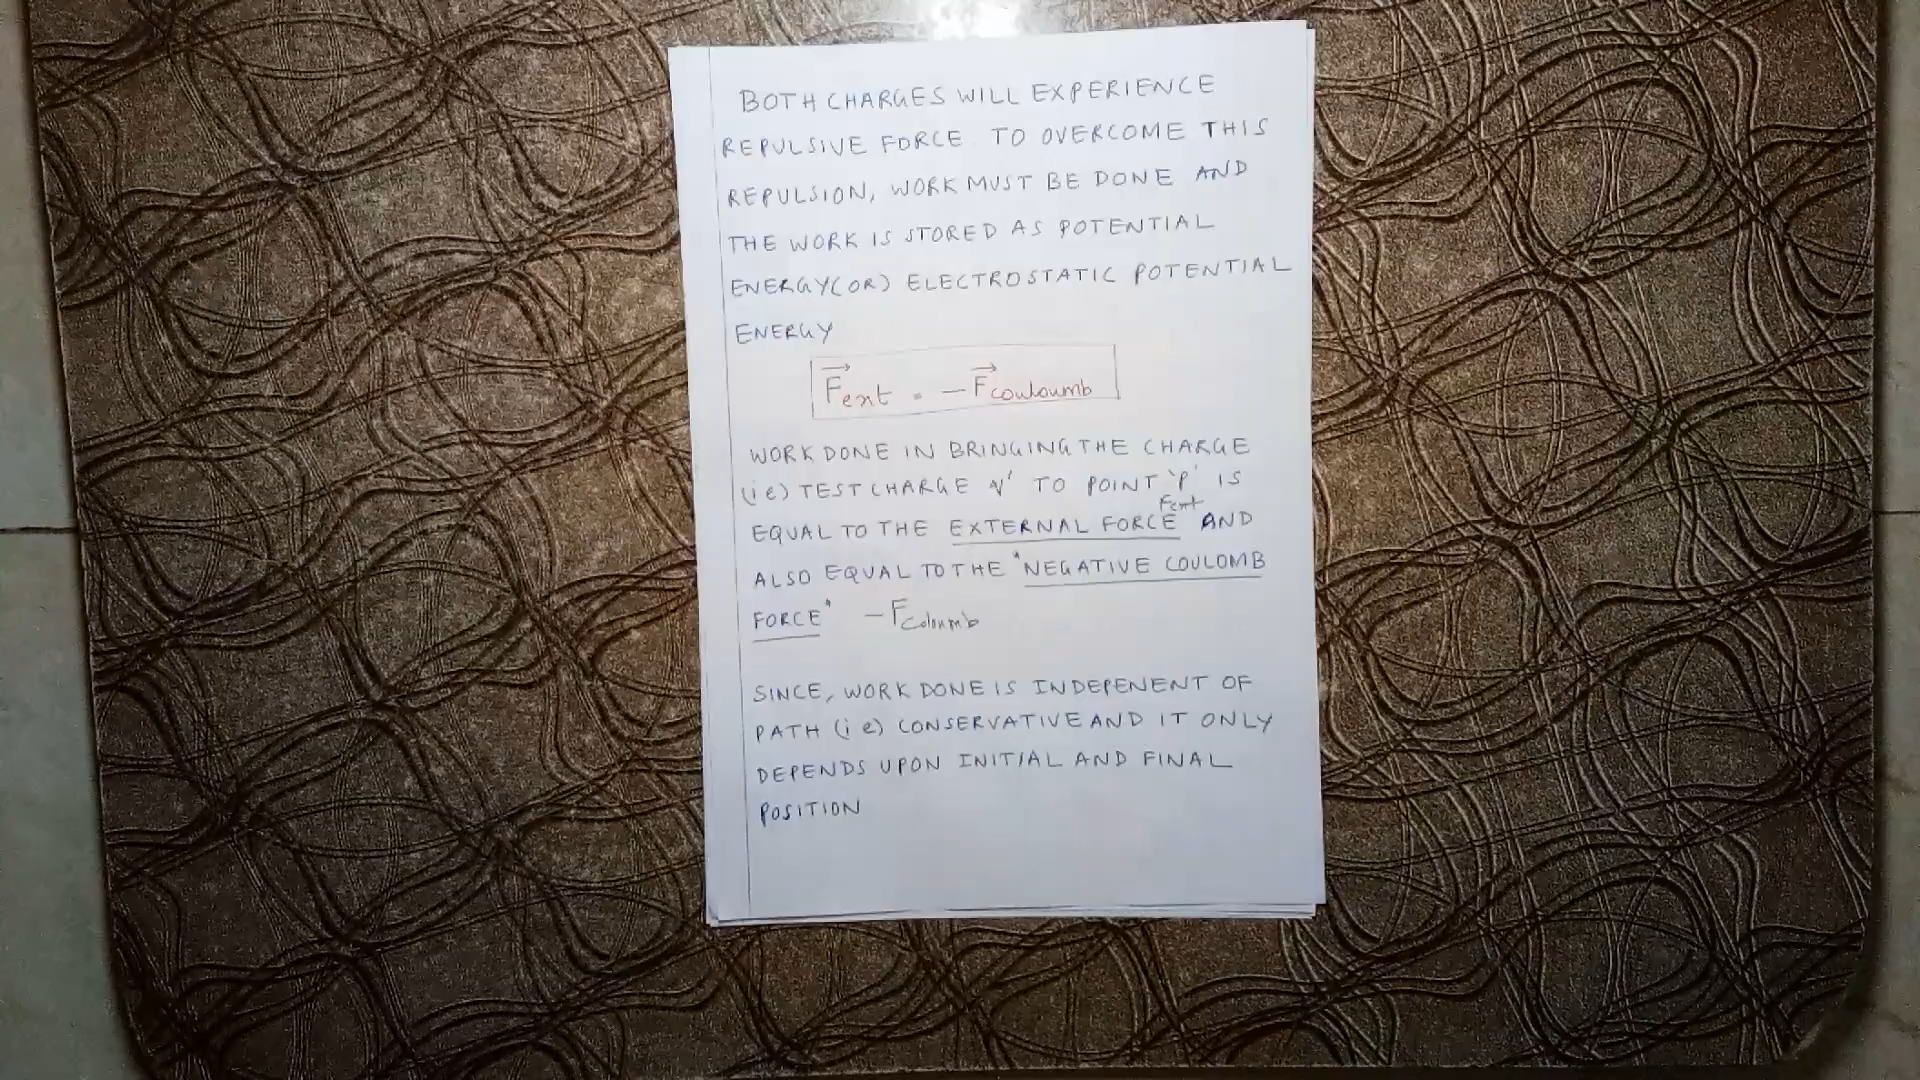 BOTH CHARGES WILL EXPERIENCE
REPULSIVE FORCE. TO OVERCOME THIS
REPULSION, WORK MUST BE DONE AND
THE WORK IS STORED AS POTENTIAL
ENERGY(OR) ELECTROSTATIC POTENTIAL
ENERGY
F⃗ext = -F⃗couloumb
WORK DONE IN BRINGING THE CHARGE
(ie) TEST CHARGE q' TO POINT 'P' IS
Fext
EQUAL TO THE EXTERNAL FORCE AND
ALSO EQUAL TO THE "NEGATIVE COULOMB
FORCE" -Fcoloumb
SINCE, WORK DONE IS INDEPENENT OF
PATH (ie) CONSERVATIVE AND IT ONLY
DEPENDS UPON INITIAL AND FINAL
POSITION